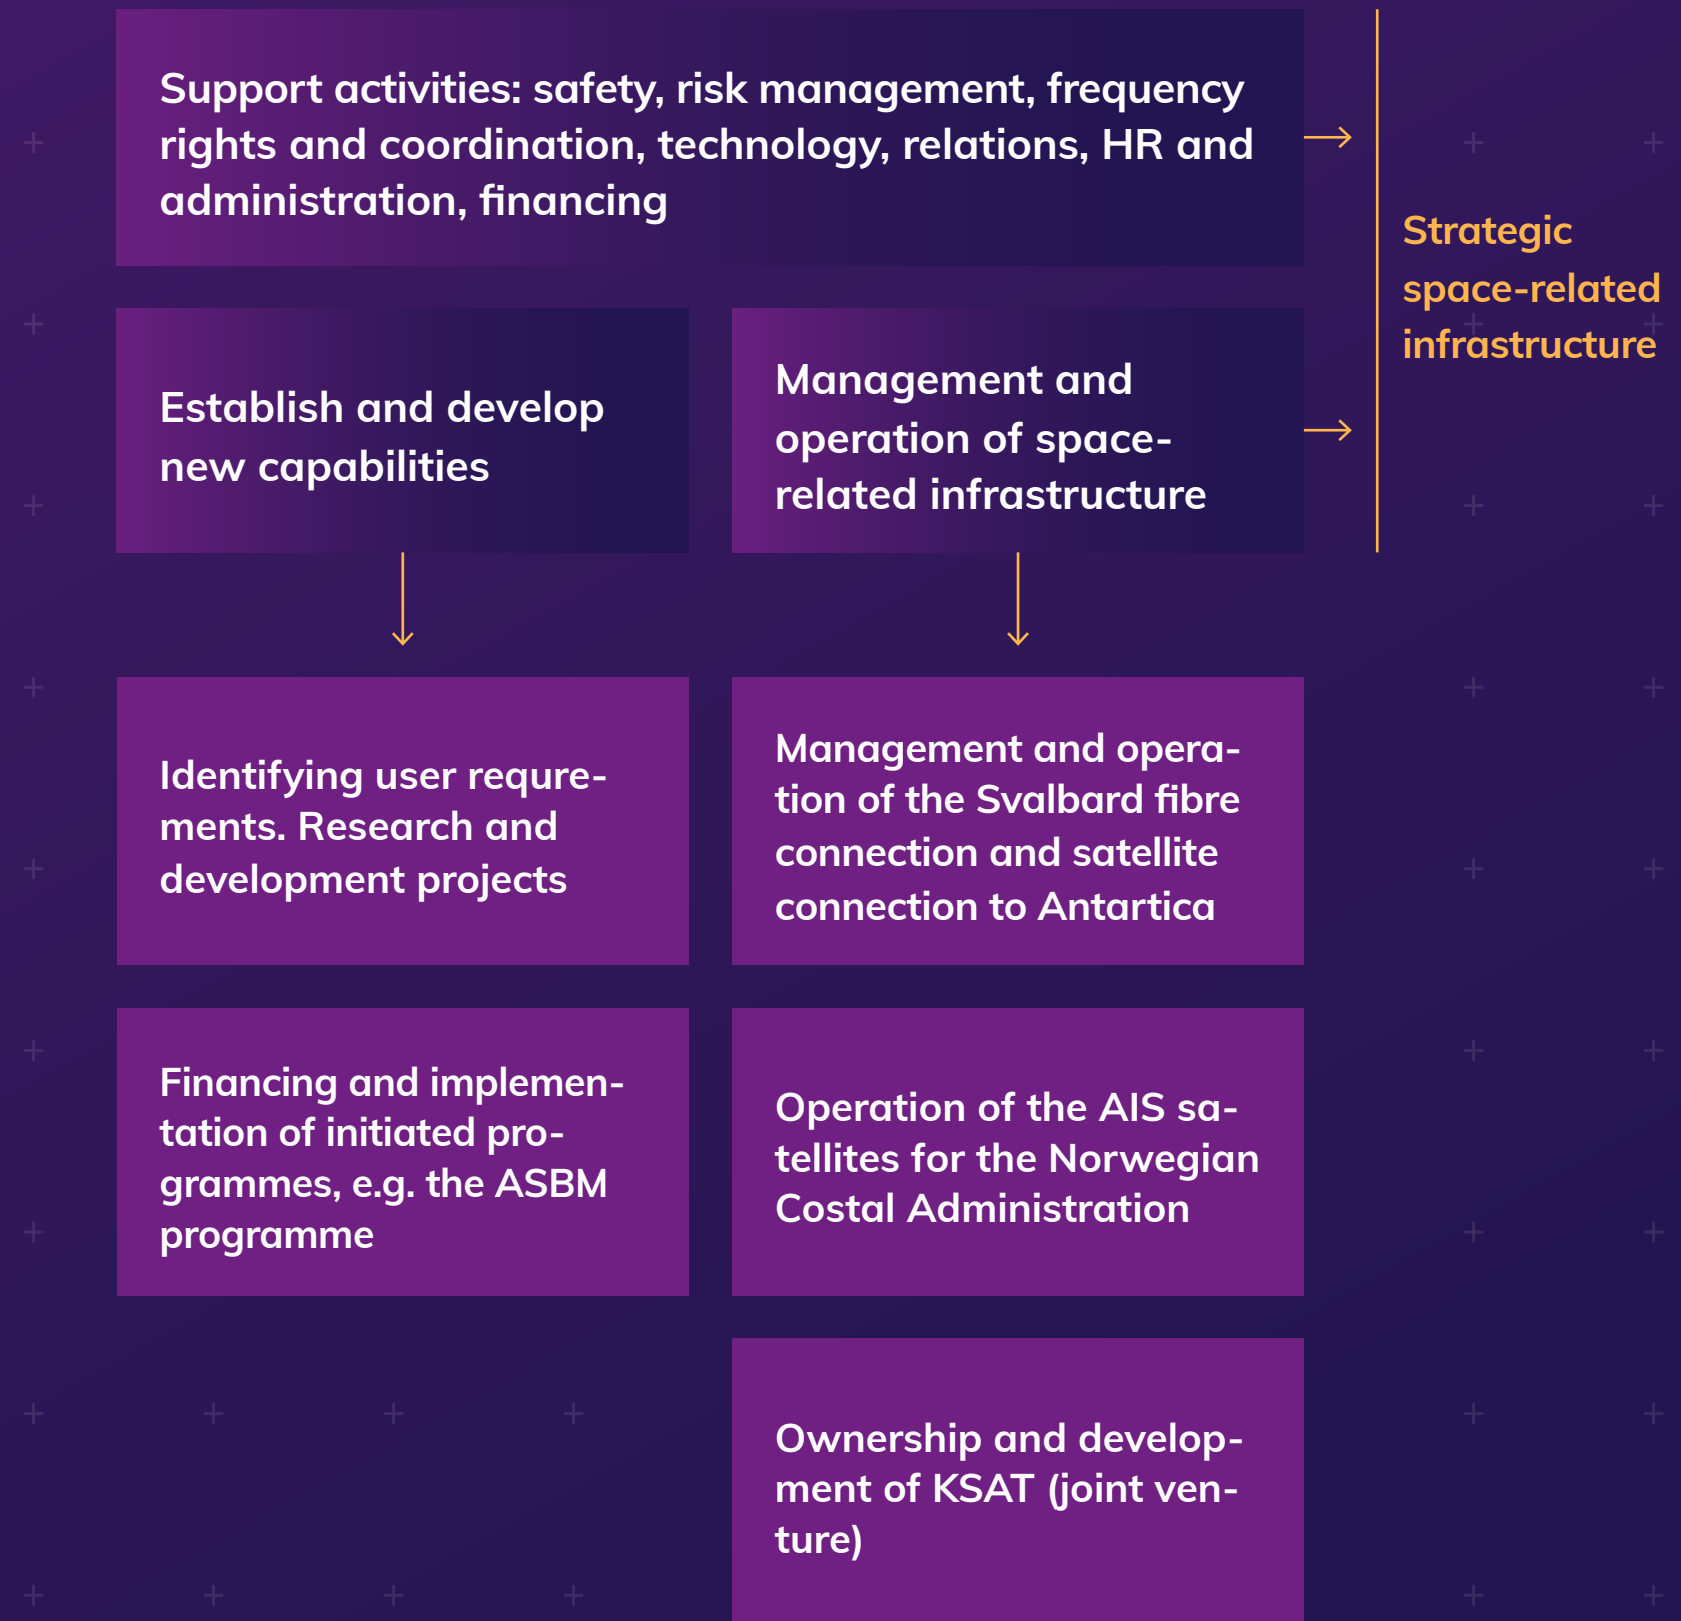 Support activities: safety, risk management, frequency
rights and coordination, technology, relations, HR and
administration, financing
Strategic
space-related
infrastructure
Establish and develop
new capabilities
Management and
operation of space-
related infrastructure
Identifying user requre-
ments. Research and
development projects
Management and opera-
tion of the Svalbard fibre
connection and satellite
connection to Antartica
Financing and implemen-
tation of initiated pro-
grammes, e.g. the ASBM
programme
Operation of the AIS sa-
tellites for the Norwegian
Costal Administration
Ownership and develop-
ment of KSAT (joint ven-
ture)